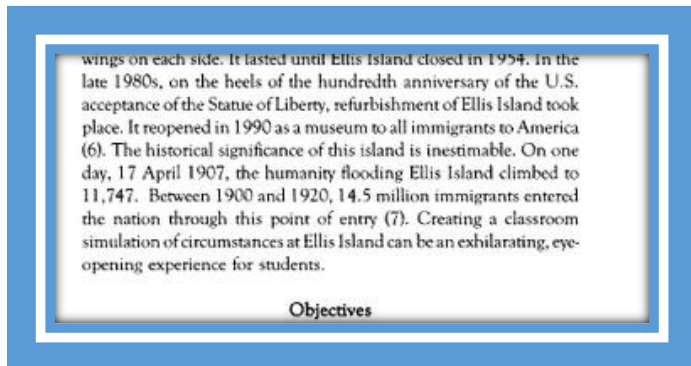 wings on each side. It lasted until Ellis Island closed in 1954. In the
late 1980s, on the heels of the hundredth anniversary of the U.S.
acceptance of the Statue of Liberty, refurbishment of Ellis Island took
place. It reopened in 1990 as a museum to all immigrants to America
(6). The historical significance of this island is inestimable. On one
day, 17 April 1907, the humanity flooding Ellis Island climbed to
11,747. Between 1900 and 1920, 14.5 million immigrants entered
the nation through this point of entry (7). Creating a classroom
simulation of circumstances at Ellis Island can be an exhilarating, eye-
opening experience for students.
Objectives